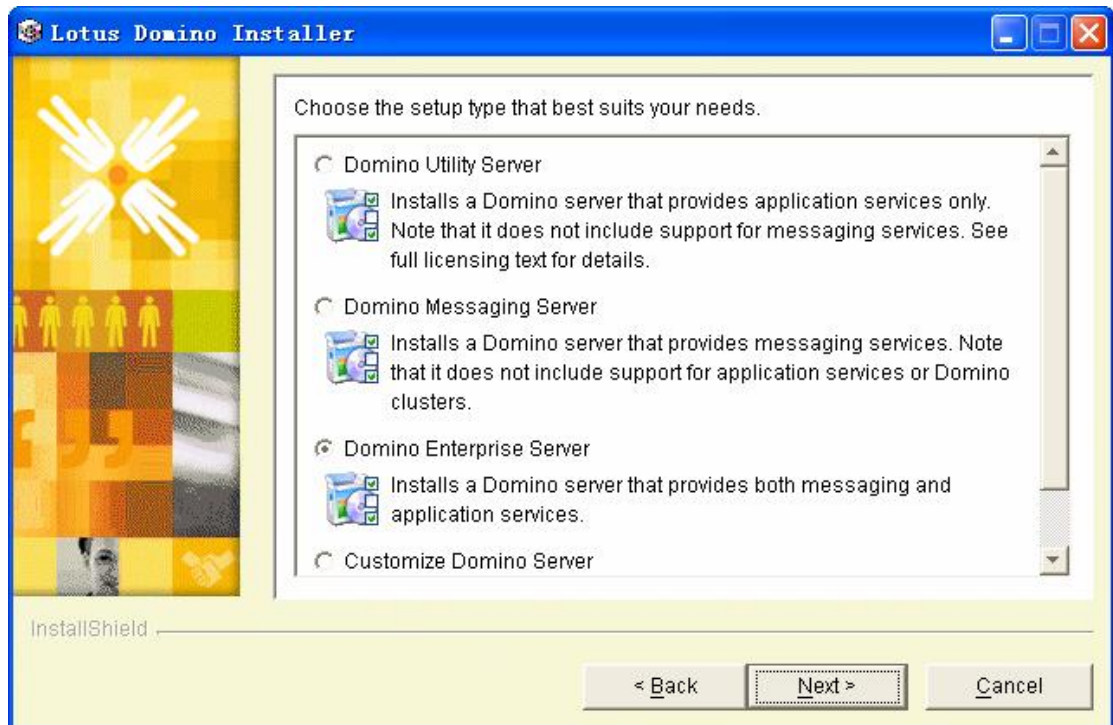 Lotus Domino Installer
Choose the setup type that best suits your needs.
Domino Utility Server
Installs a Domino server that provides application services only.
Note that it does not include support for messaging services. See
full licensing text for details.
Domino Messaging Server
Installs a Domino server that provides messaging services. Note
that it does not include support for application services or Domino
clusters.
Domino Enterprise Server
Installs a Domino server that provides both messaging and
application services.
Customize Domino Server
InstallShield
< Back
Next >
Cancel